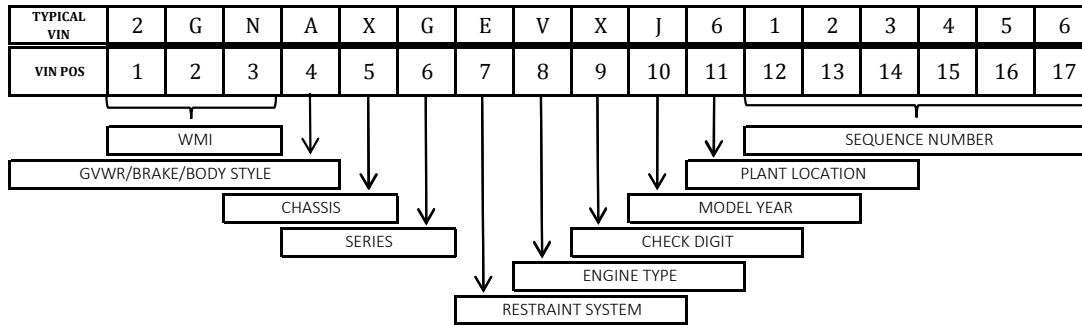 TYPICAL VIN 2 G N A X G E V X J 6 1 2 3 4 5 6
VIN POS 1 2 3 4 5 6 7 8 9 10 11 12 13 14 15 16 17
WMI SEQUENCE NUMBER
GVWR/BRAKE/BODY STYLE PLANT LOCATION
CHASSIS MODEL YEAR
SERIES CHECK DIGIT
ENGINE TYPE
RESTRAINT SYSTEM